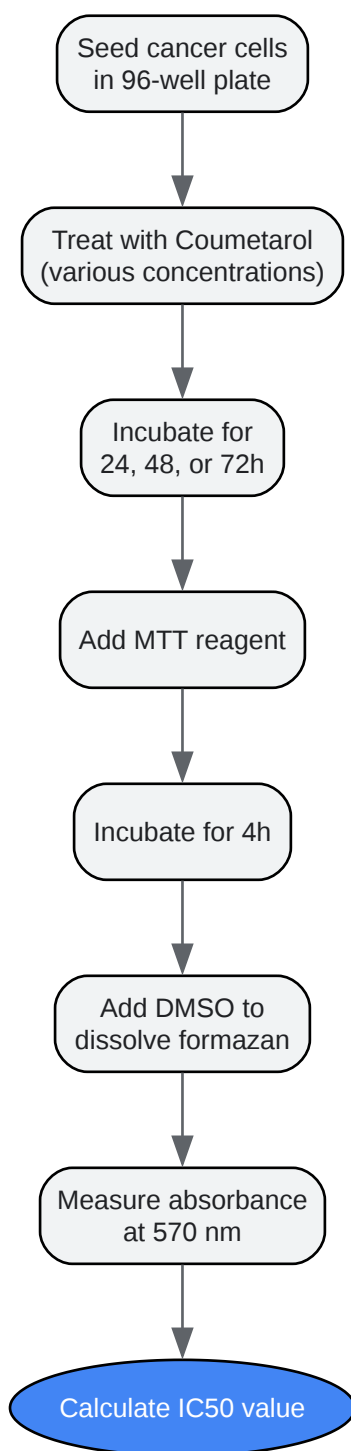 Seed cancer cells
in 96-well plate
Treat with Coumetarol
(various concentrations)
Incubate for
24, 48, or 72h
Add MTT reagent
Incubate for 4h
Add DMSO to
dissolve formazan
Measure absorbance
at 570 nm
Calculate IC50 value